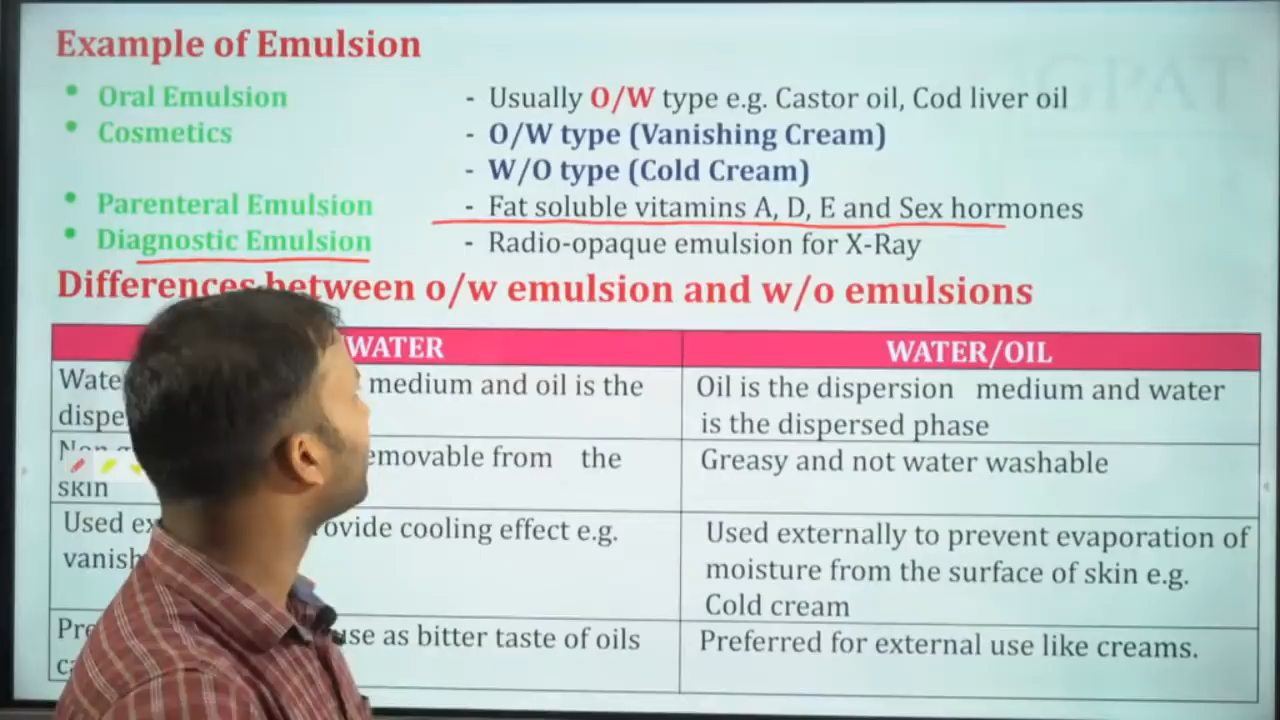 GPAT
Example of Emulsion
• Oral Emulsion - Usually O/W type e.g. Castor oil, Cod liver oil
• Cosmetics - O/W type (Vanishing Cream)
- W/O type (Cold Cream)
• Parenteral Emulsion - Fat soluble vitamins A, D, E and Sex hormones
• Diagnostic Emulsion - Radio-opaque emulsion for X-Ray
Differences between o/w emulsion and w/o emulsions
WATER
WATER/OIL
medium and oil is the
Oil is the dispersion medium and water
is the dispersed phase
from the
skin
Greasy and not water washable
Used cooling effect e.g.
Used externally to prevent evaporation of
moisture from the surface of skin e.g.
Cold cream
use as bitter taste of oils
Preferred for external use like creams.